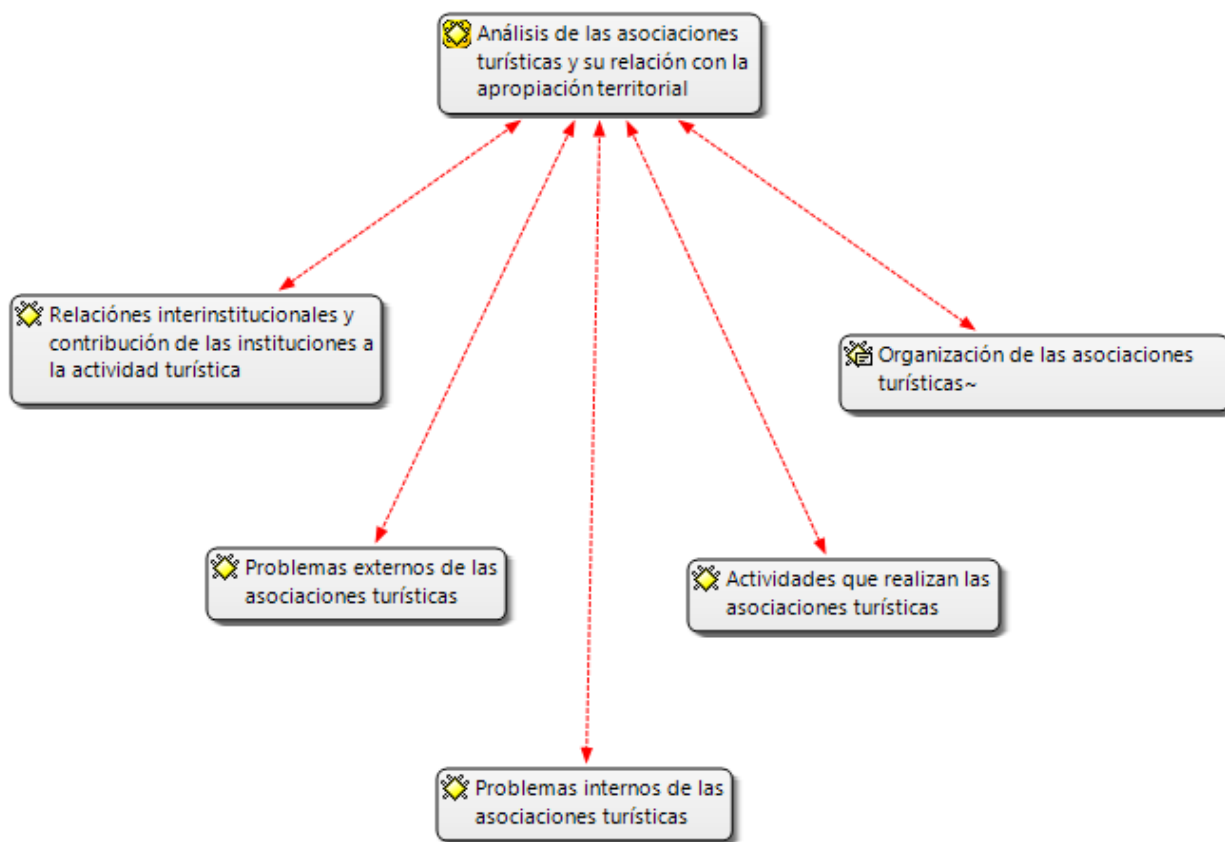 Análisis de las asociaciones
turísticas y su relación con la
apropiación territorial
Relaciónes interinstitucionales y
contribución de las instituciones a
la actividad turística
Organización de las asociaciones
turísticas~
Problemas externos de las
asociaciones turísticas
Actividades que realizan las
asociaciones turísticas
Problemas internos de las
asociaciones turísticas